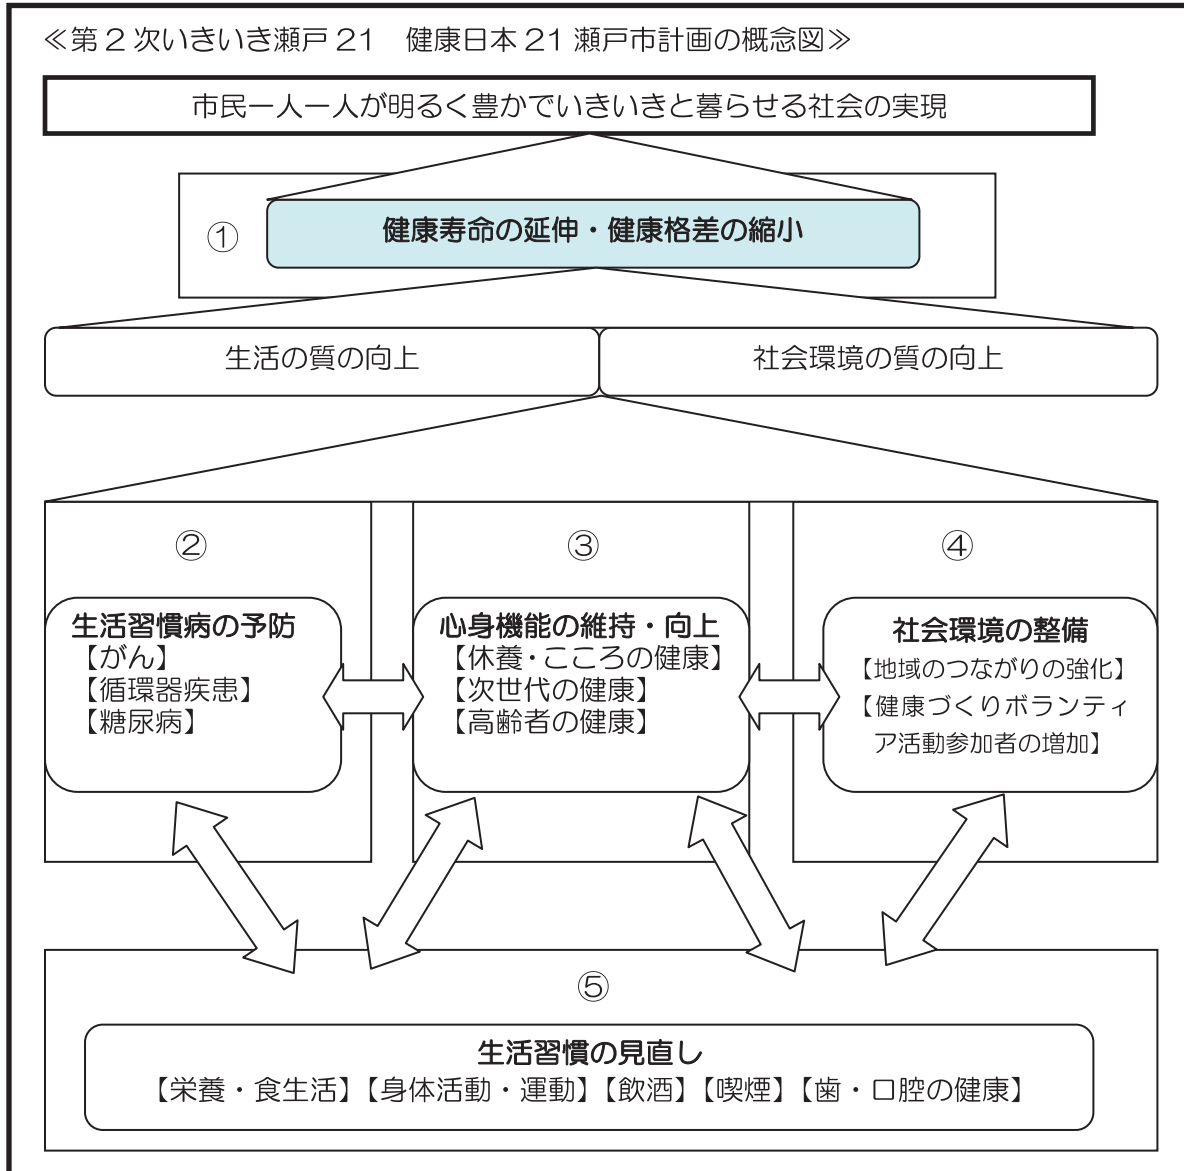 ≪第２次いきいき瀬戸21　健康日本21瀬戸市計画の概念図≫
市民一人一人が明るく豊かでいきいきと暮らせる社会の実現
①
健康寿命の延伸・健康格差の縮小
生活の質の向上
社会環境の質の向上
②
生活習慣病の予防
【がん】
【循環器疾患】
【糖尿病】
③
心身機能の維持・向上
【休養・こころの健康】
【次世代の健康】
【高齢者の健康】
④
社会環境の整備
【地域のつながりの強化】
【健康づくりボランティ
ア活動参加者の増加】
⑤
生活習慣の見直し
【栄養・食生活】【身体活動・運動】【飲酒】【喫煙】【歯・口腔の健康】